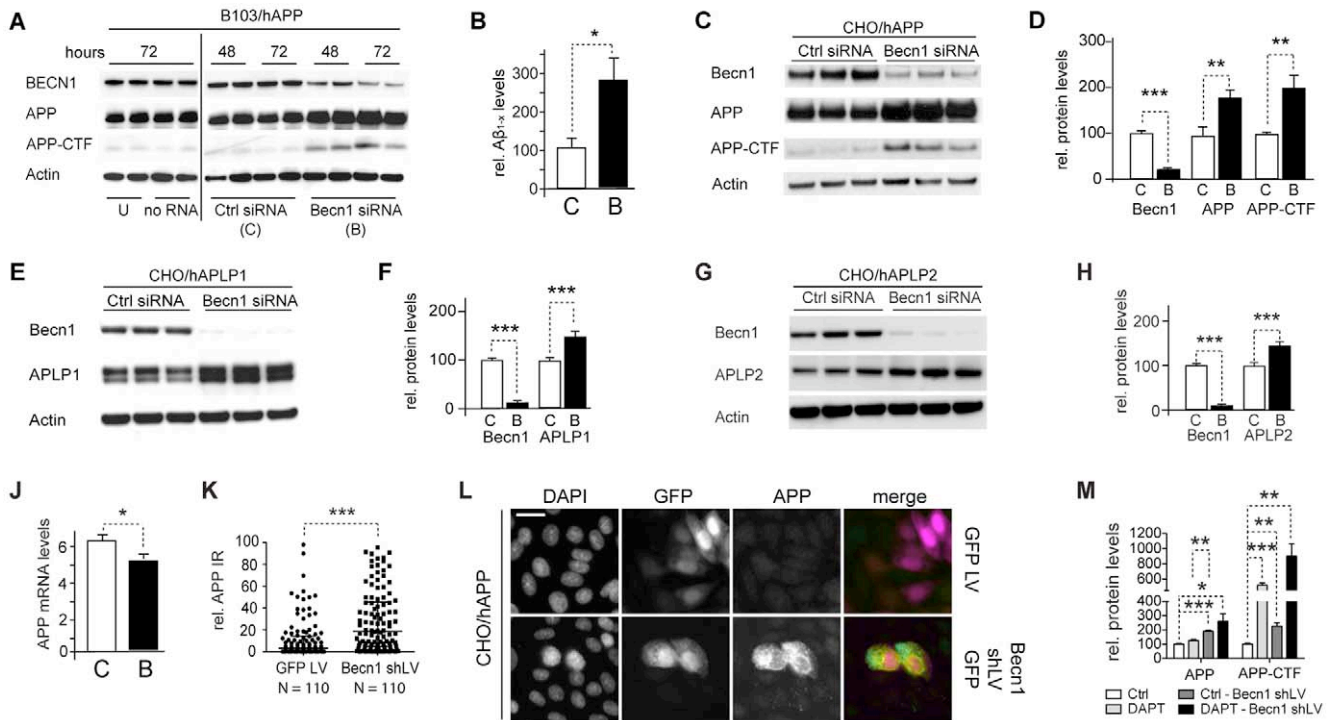 A
B103/hAPP
hours 72 48 72 48 72
BECN1
APP
APP-CTF
Actin
U no RNA Ctrl siRNA Becn1 siRNA
(C) (B)
B
rel. Aβ1-x levels
300
200
100
0
*
C B
C
CHO/hAPP
Ctrl siRNA Becn1 siRNA
Becn1
APP
APP-CTF
Actin
D
rel. protein levels
300
200
100
0
*** ** **
C B C B C B
Becn1 APP APP-CTF
E
CHO/hAPLP1
Ctrl siRNA Becn1 siRNA
Becn1
APLP1
Actin
F
rel. protein levels
200
100
0
*** ***
C B C B
Becn1 APLP1
G
CHO/hAPLP2
Ctrl siRNA Becn1 siRNA
Becn1
APLP2
Actin
H
rel. protein levels
200
100
0
*** ***
C B C B
Becn1 APLP2
J
APP mRNA levels
6
4
2
0
*
C B
K
rel. APP IR
100
80
60
40
20
0
***
GFP LV Becn1 shLV
N = 110 N = 110
L
DAPI GFP APP merge
CHO/hAPP
GFP LV
Becn1
shLV
GFP
M
rel. protein levels
1200
1000
800
600
400
300
200
100
0
**
*
***
**
**
***
APP APP-CTF
Ctrl Ctrl - Becn1 shLV
DAPT DAPT - Becn1 shLV